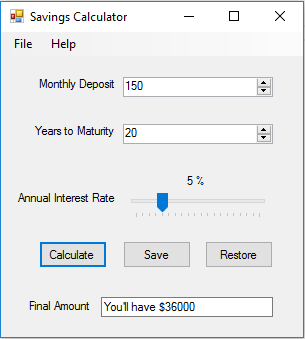 Savings Calculator
File Help
Monthly Deposit 150
Years to Maturity 20
5 %
Annual Interest Rate
Calculate Save Restore
Final Amount You'll have $36000